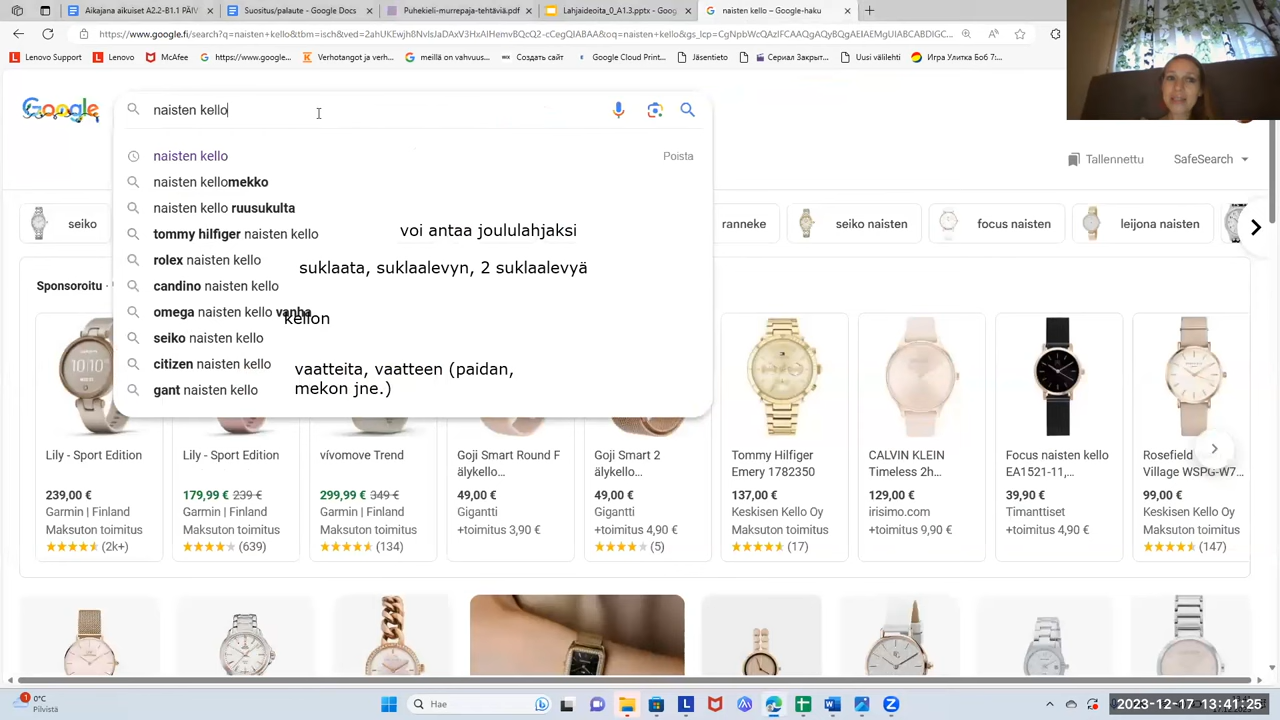 Aikajana aikamuodot A2.2-B1.1 PÄIV
Suositus/palaute - Google Docs
Puhekieli-murrepaja-tehtäviä.pdf
Lahjaideoita_0_A1.3.pptx - Google
naisten kello – Google-haku
https://www.google.fi/search?q=naisten+kello&tbm=isch&ved=
Lenovo Support
Lenovo
McAfee
https://www.google...
Verhotangot ja verh...
meillä on vahvuus...
Создать сайт
Google Cloud Print...
Jäsentieto
Сериал Закрыт...
Uusi välilehti
Игра Улитка Боб 7:...
Google
naisten kello
Tallennettu
SafeSearch
naisten kello
Poista
naisten kellomekko
naisten kello ruusukulta
tommy hilfiger naisten kello
rolex naisten kello
candino naisten kello
omega naisten kello vanha
seiko naisten kello
citizen naisten kello
gant naisten kello
voi antaa joululahjaksi
suklaata, suklaalevyn, 2 suklaalevyä
kellon
vaatteita, vaatteen (paidan,
mekon jne.)
seiko
ranneke
seiko naisten
focus naisten
leijona naisten
Sponsoroitu
10:10
Lily - Sport Edition
239,00 €
Garmin | Finland
Maksuton toimitus
(2k+)
Lily - Sport Edition
179,99 € 239 €
Garmin | Finland
Maksuton toimitus
(639)
vívomove Trend
299,99 € 349 €
Garmin | Finland
Maksuton toimitus
(134)
Goji Smart Round F
älykello...
49,00 €
Gigantti
+toimitus 3,90 €
Goji Smart 2
älykello...
49,00 €
Gigantti
+toimitus 4,90 €
(5)
Tommy Hilfiger
Emery 1782350
137,00 €
Keskisen Kello Oy
Maksuton toimitus
(17)
CALVIN KLEIN
Timeless 2h...
129,00 €
irisimo.com
+toimitus 9,90 €
Focus naisten kello
EA1521-11,...
39,90 €
Timanttiset
+toimitus 4,90 €
Rosefield
Village WSPG-W7...
99,00 €
Keskisen Kello Oy
Maksuton toimitus
(147)
1
0°C
Pilvistä
Hae
2023-12-17 13:41:25